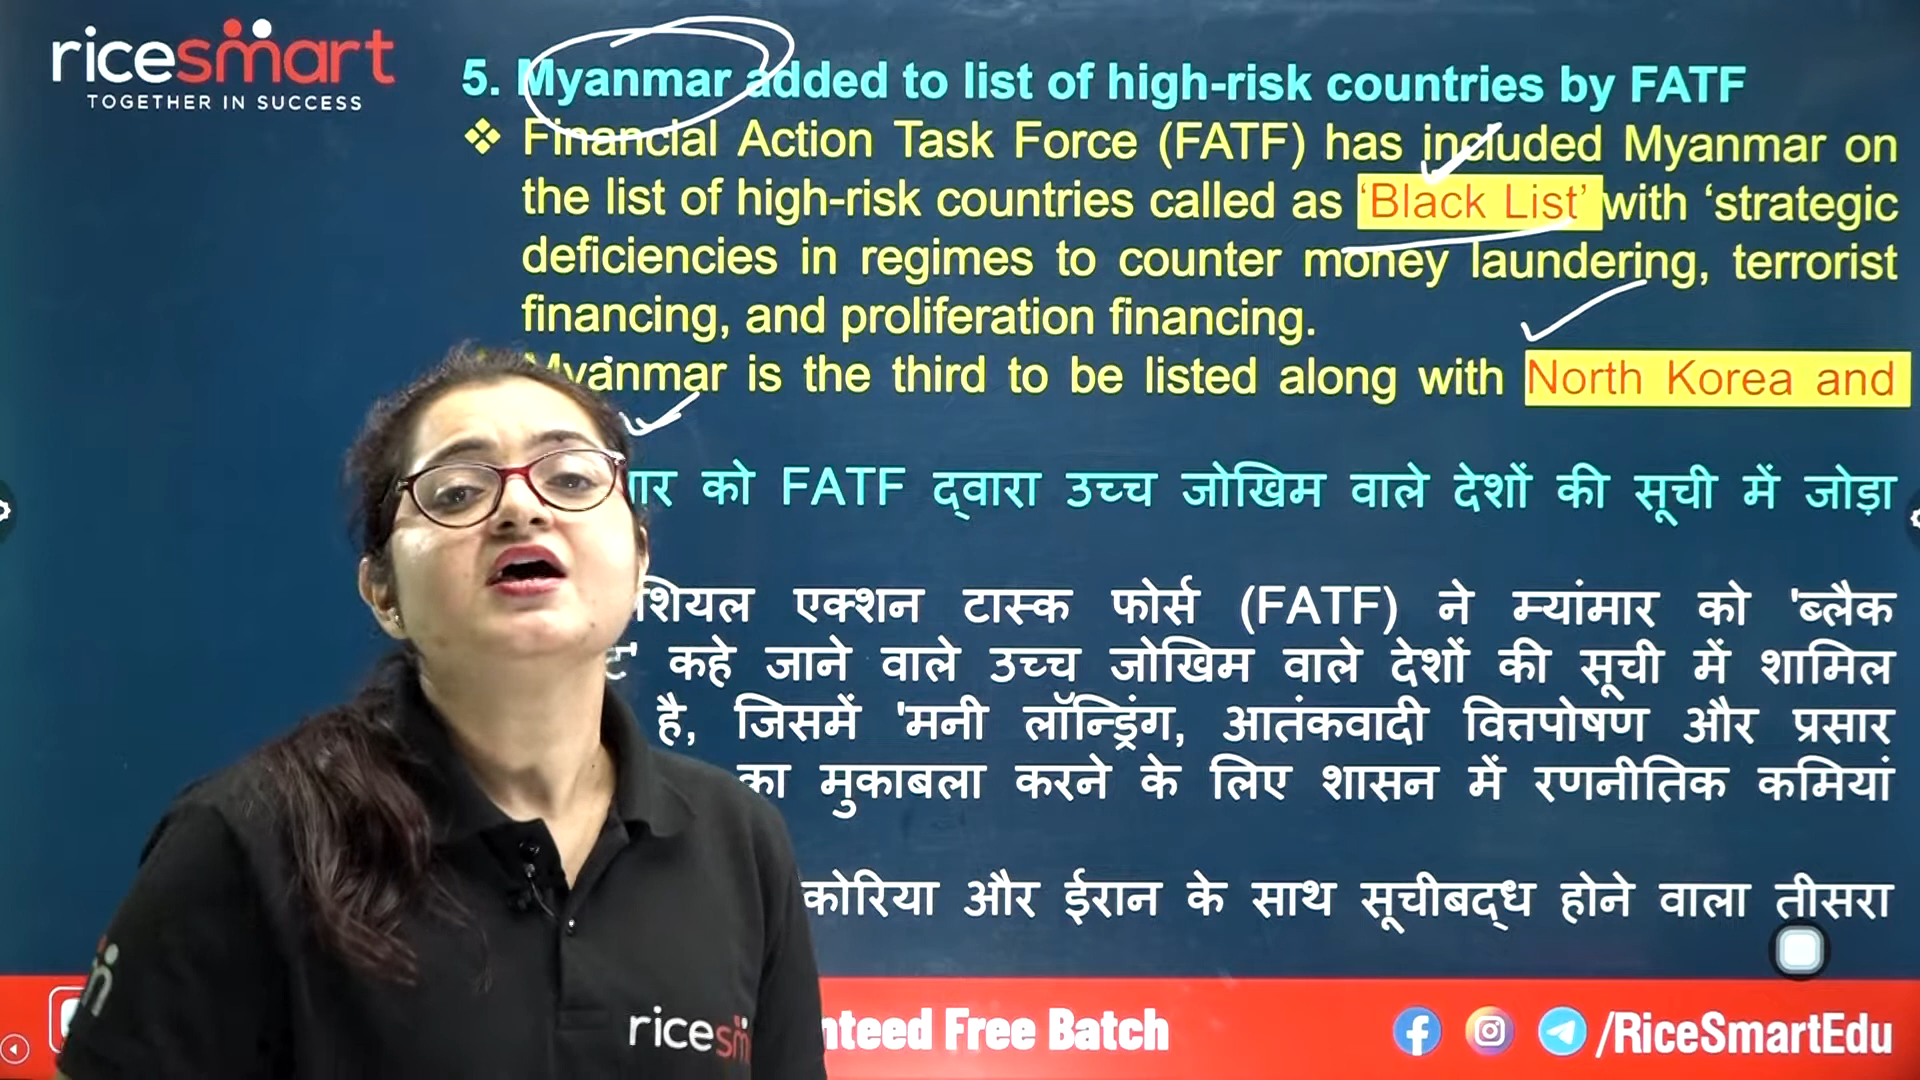 ricesmart
TOGETHER IN SUCCESS
5. Myanmar added to list of high-risk countries by FATF
❖ Financial Action Task Force (FATF) has included Myanmar on
the list of high-risk countries called as ‘Black List’ with ‘strategic
deficiencies in regimes to counter money laundering, terrorist
financing, and proliferation financing.
Myanmar is the third to be listed along with North Korea and
को FATF द्वारा उच्च जोखिम वाले देशों की सूची में जोड़ा
एक्शन टास्क फोर्स (FATF) ने म्यांमार को 'ब्लैक
कहे जाने वाले उच्च जोखिम वाले देशों की सूची में शामिल
है, जिसमें 'मनी लॉन्ड्रिंग, आतंकवादी वित्तपोषण और प्रसार
का मुकाबला करने के लिए शासन में रणनीतिक कमियां
कोरिया और ईरान के साथ सूचीबद्ध होने वाला तीसरा
Free Batch
/RiceSmartEdu